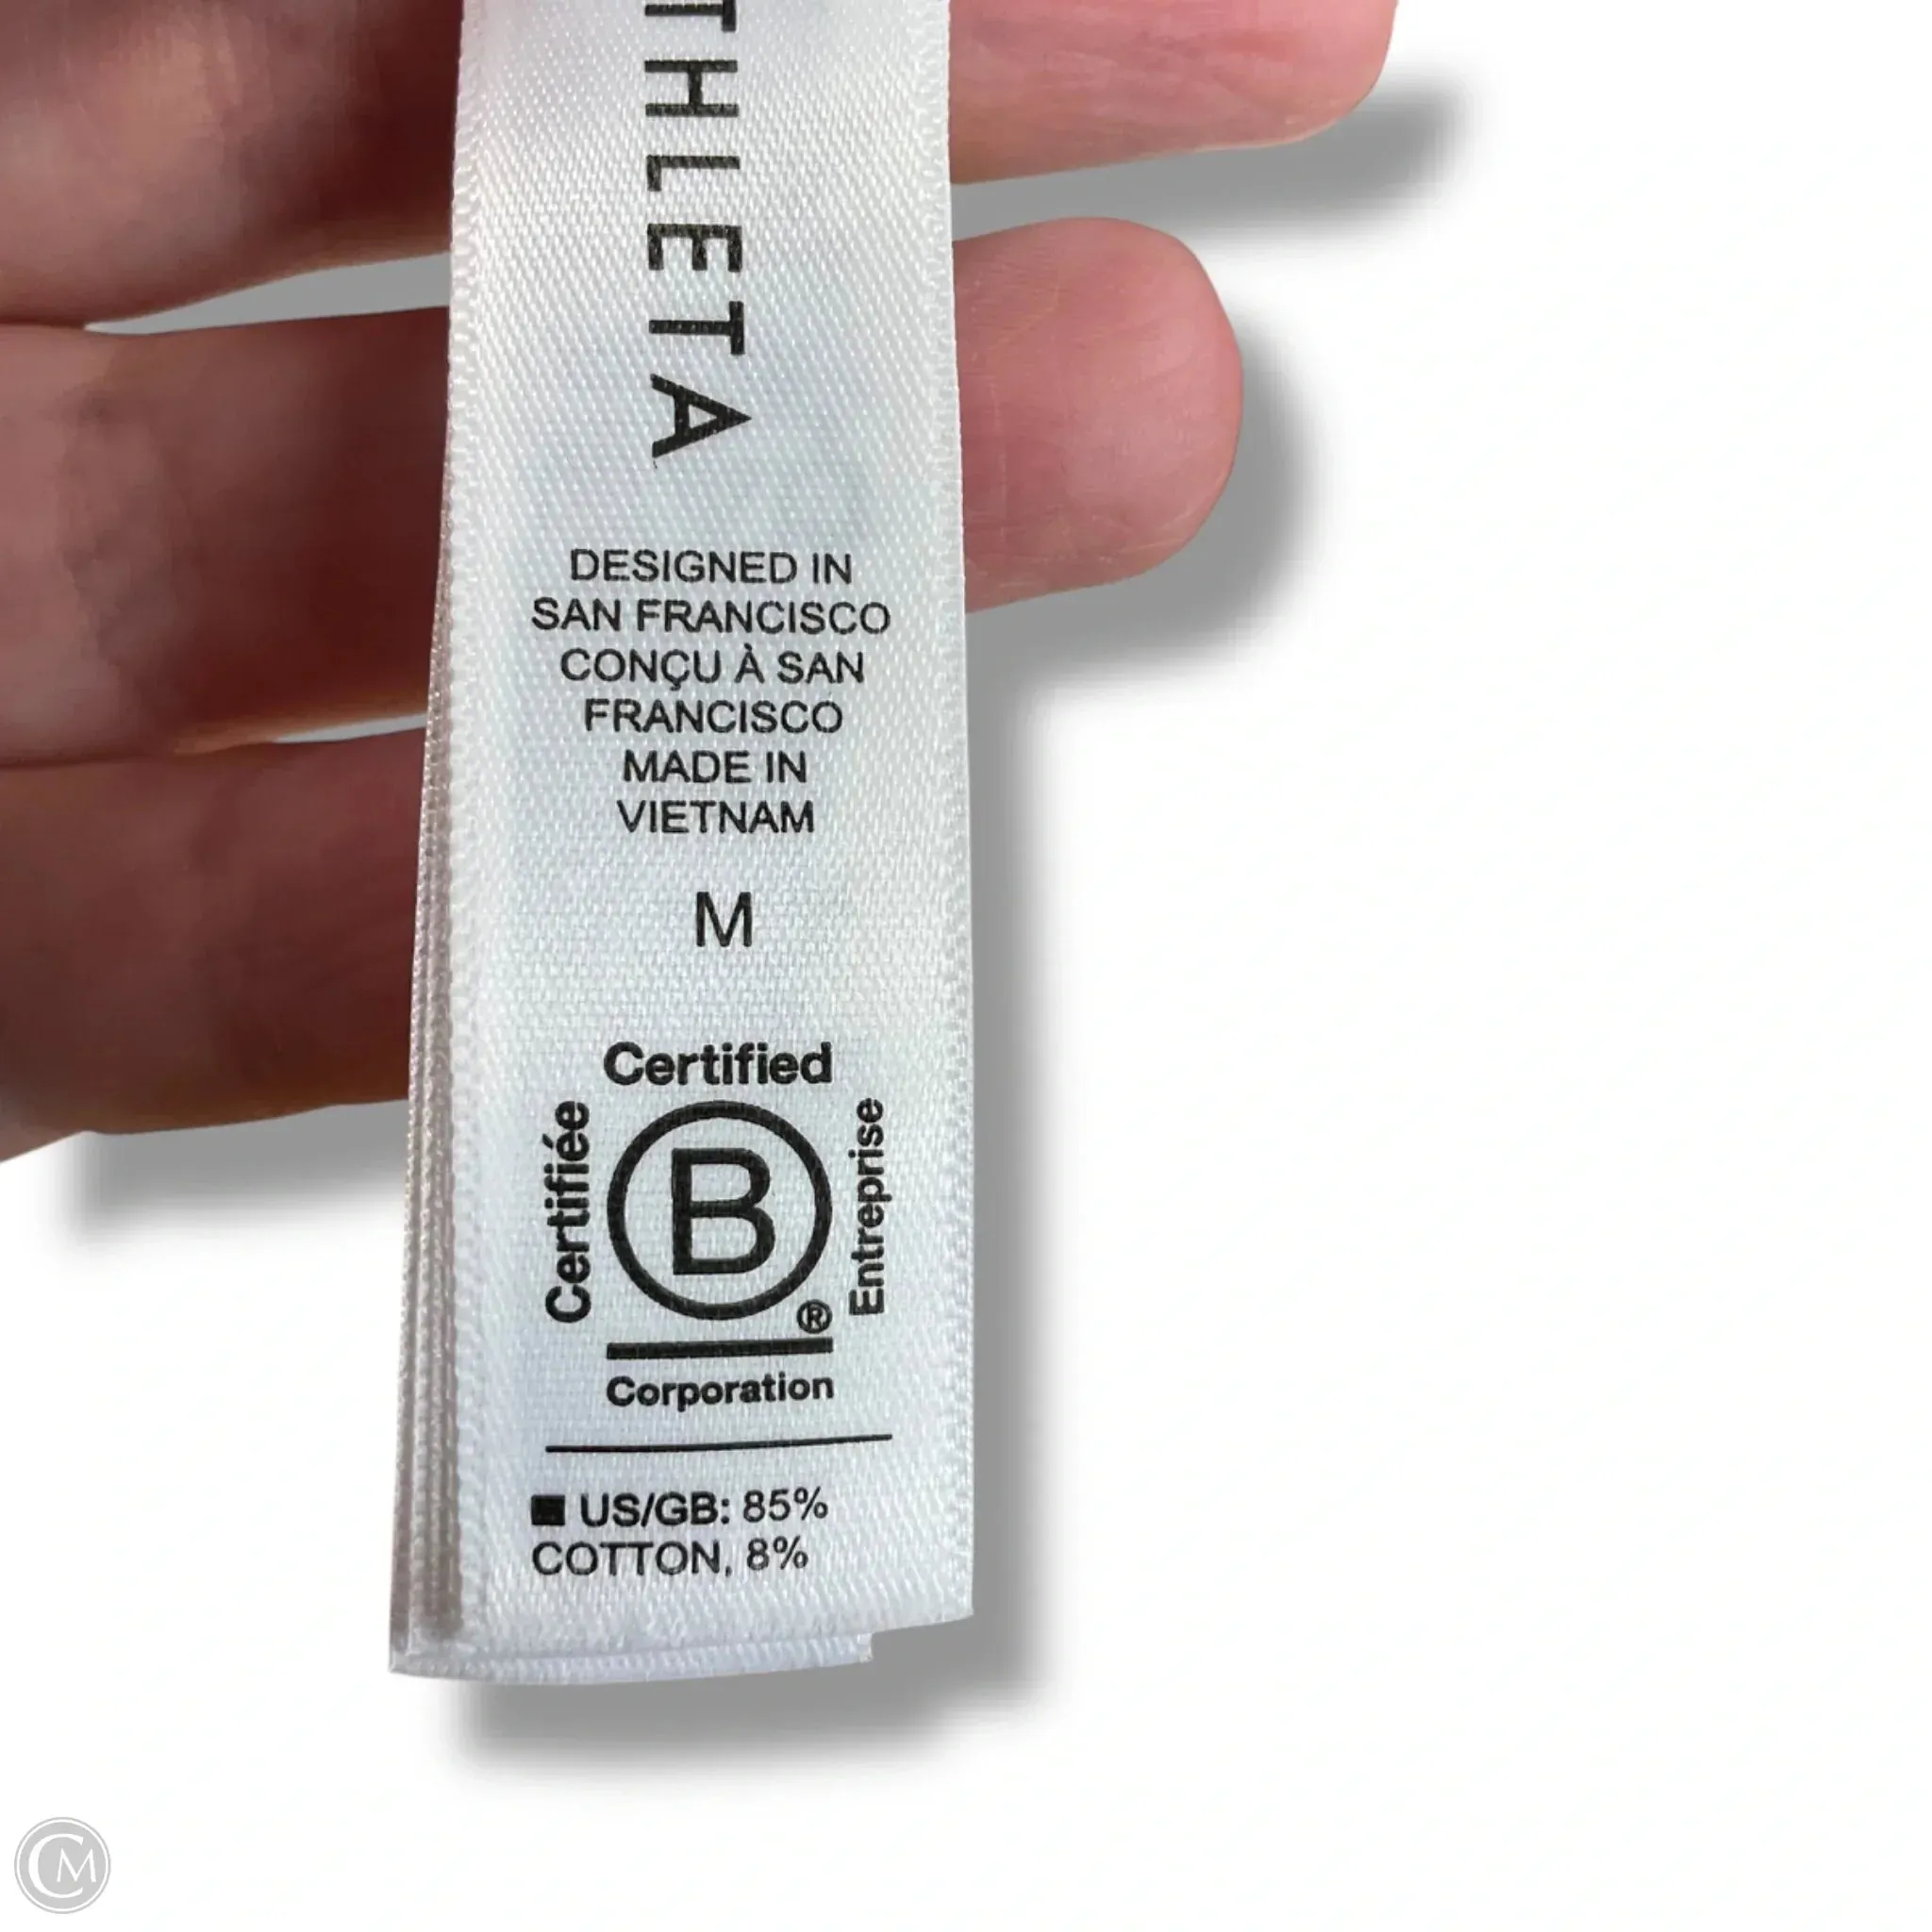 THLETA
DESIGNED IN
SAN FRANCISCO
CONÇU À SAN
FRANCISCO
MADE IN
VIETNAM
M
Certified
Certifiée
B
®
Entreprise
Corporation
US/GB: 85%
COTTON, 8%
CM